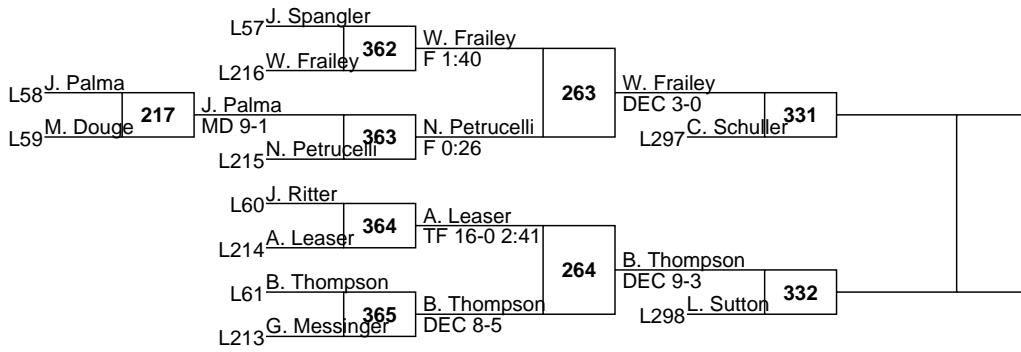 L57 J. Spangler
362
W. Frailey
F 1:40
L216 W. Frailey
263
W. Frailey
DEC 3-0
L58 J. Palma
217
J. Palma
MD 9-1
331
L59 M. Douge
363
N. Petrucelli
F 0:26
L297 C. Schuller
L215 N. Petrucelli
L60 J. Ritter
364
A. Leaser
TF 16-0 2:41
L214 A. Leaser
264
B. Thompson
DEC 9-3
L61 B. Thompson
332
365
B. Thompson
DEC 8-5
L298 L. Sutton
L213 G. Messinger